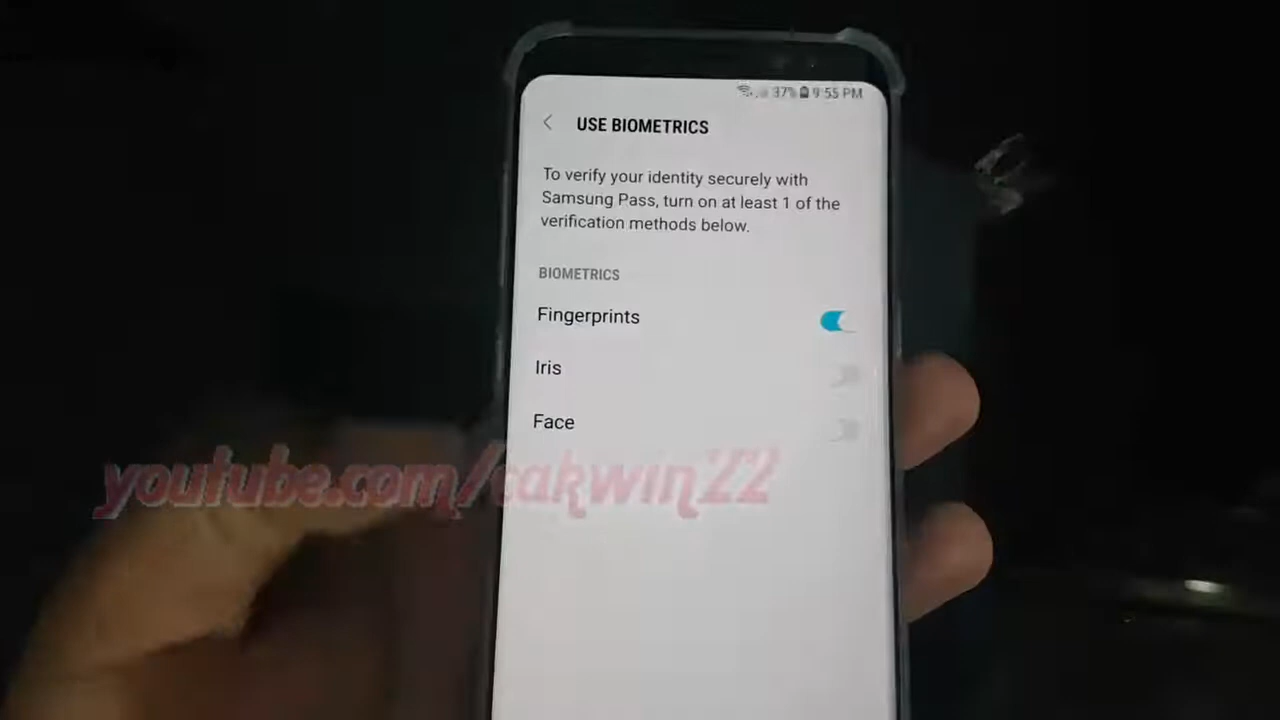 37% 9:55 PM
USE BIOMETRICS
To verify your identity securely with
Samsung Pass, turn on at least 1 of the
verification methods below.
BIOMETRICS
Fingerprints
Iris
Face
youtube.com/cakwin22